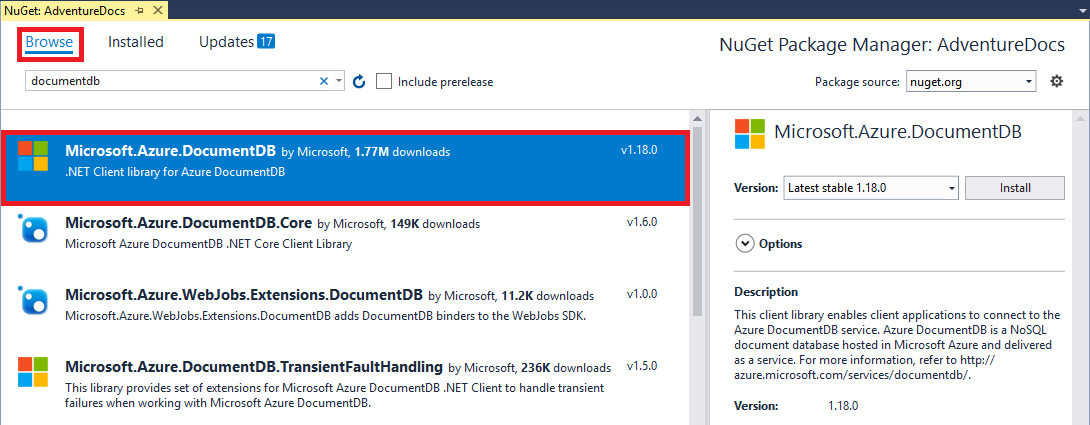 NuGet: AdventureDocs
Browse Installed Updates 17
NuGet Package Manager: AdventureDocs
documentdb
Include prerelease
Package source: nuget.org
Microsoft.Azure.DocumentDB by Microsoft, 1.77M downloads v1.18.0
.NET Client library for Azure DocumentDB
Microsoft.Azure.DocumentDB.Core by Microsoft, 149K downloads v1.6.0
Microsoft Azure DocumentDB .NET Core Client Library
Microsoft.Azure.WebJobs.Extensions.DocumentDB by Microsoft, 11.2K downloads v1.0.0
Microsoft.Azure.WebJobs.Extensions.DocumentDB adds DocumentDB binders to the WebJobs SDK.
Microsoft.Azure.DocumentDB.TransientFaultHandling by Microsoft, 236K downloads v1.5.0
This library provides set of extensions for Microsoft Azure DocumentDB .NET Client to handle transient
failures when working with Microsoft Azure DocumentDB.
Microsoft.Azure.DocumentDB
Version: Latest stable 1.18.0 Install
Options
Description
This client library enables client applications to connect to the
Azure DocumentDB service. Azure DocumentDB is a NoSQL
document database hosted in Microsoft Azure and delivered
as a service. For more information, refer to http://
azure.microsoft.com/services/documentdb/.
Version: 1.18.0